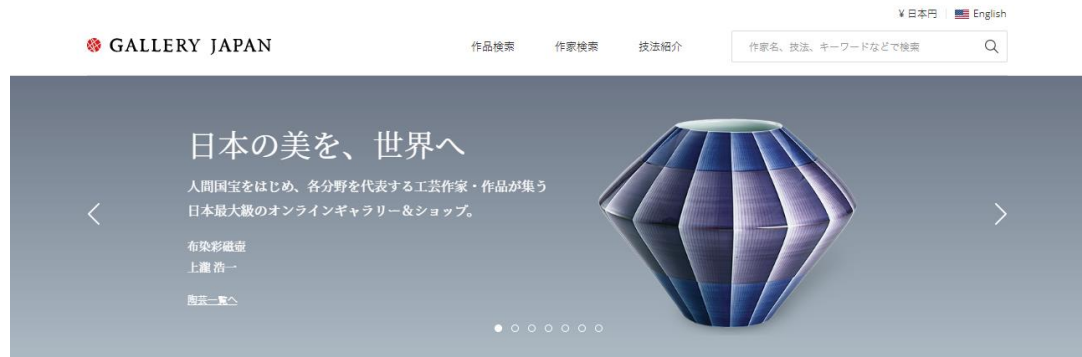 ¥ 日本円 English
GALLERY JAPAN
作品検索 作家検索 技法紹介 作家名、技法、キーワードなどで検索
日本の美を、世界へ
人間国宝をはじめ、各分野を代表する工芸作家・作品が集う
日本最大級のオンラインギャラリー＆ショップ。
布染彩磁壺
上瀧 浩一
陶芸一覧へ